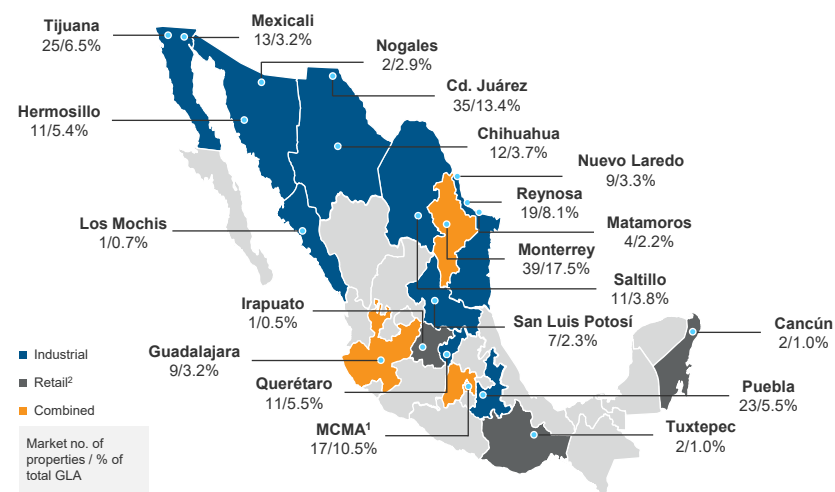 Tijuana
25/6.5%
Mexicali
13/3.2%
Nogales
2/2.9%
Cd. Juárez
35/13.4%
Hermosillo
11/5.4%
Chihuahua
12/3.7%
Nuevo Laredo
9/3.3%
Reynosa
19/8.1%
Los Mochis
1/0.7%
Matamoros
4/2.2%
Monterrey
39/17.5%
Saltillo
11/3.8%
Irapuato
1/0.5%
San Luis Potosí
7/2.3%
Cancún
2/1.0%
Guadalajara
9/3.2%
Querétaro
11/5.5%
Puebla
23/5.5%
MCMA¹
17/10.5%
Tuxtepec
2/1.0%
Industrial
Retail²
Combined
Market no. of
properties / % of
total GLA